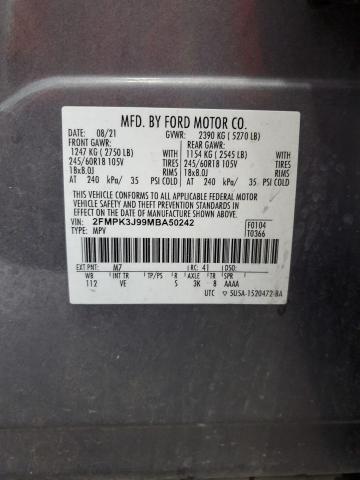 MFD. BY FORD MOTOR CO.
DATE: 08/21 GVWR: 2390 KG (5270 LB)
FRONT GAWR: REAR GAWR:
1247 KG (2750 LB) WITH 1154 KG (2545 LB) WITH
245/60R18 105V TIRES 245/60R18 105V TIRES
18x8.0J RIMS 18x8.0J RIMS
AT 240 kPa/ 35 PSI COLD AT 240 kPa/ 35 PSI COLD
THIS VEHICLE CONFORMS TO ALL APPLICABLE FEDERAL MOTOR VEHICLE SAFETY AND THEFT PREVENTION STANDARDS IN EFFECT ON THE DATE OF MANUFACTURE SHOWN ABOVE.
VIN: 2FMPK3J99MBA50242 F0104
TYPE: MPV T0366
EXT PNT: M7 RC: 41 DSO:
WB INT TR TP/PS R AXLE TR SPR
112 VE S 3K 8 AAAA
UTC 5U5A-1520472-BA